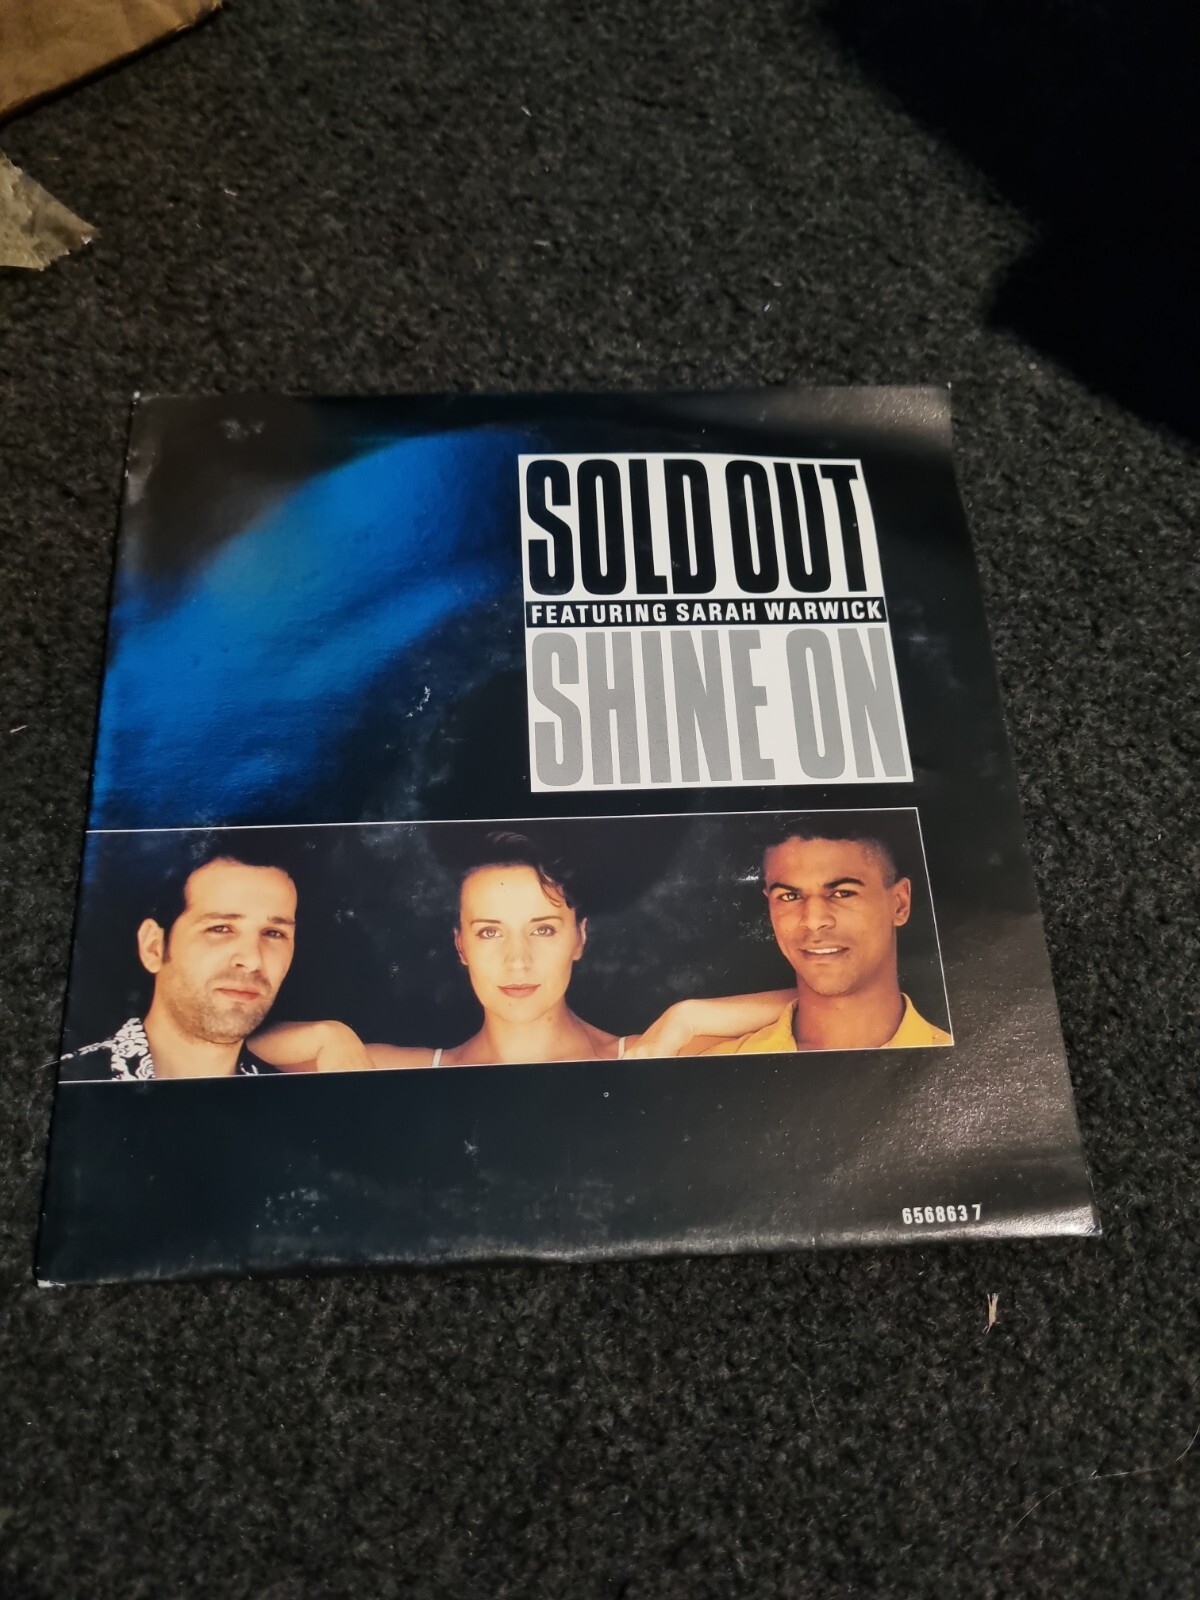 SOLD OUT
FEATURING SARAH WARWICK
SHINE ON
656863 7